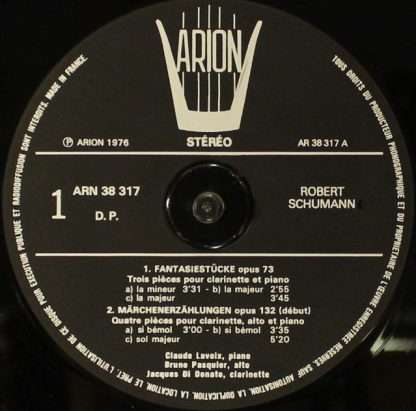 ARION
Ⓟ ARION 1976
STÉRÉO
AR 38 317 A
1
ARN 38 317
D. P.
ROBERT
SCHUMANN
1. FANTASIESTÜCKE opus 73
Trois pièces pour clarinette et piano
a) la mineur 3'31 - b) la majeur 2'55
c) la majeur 3'45
2. MÄRCHENERZÄHLUNGEN opus 132 (début)
Quatre pièces pour clarinette, alto et piano
a) si bémol 3'00 - b) si bémol 3'35
c) sol majeur 5'20
Claude Lavoix, piano
Bruno Pasquier, alto
Jacques Di Donato, clarinette
TOUS DROITS DU PRODUCTEUR PHONOGRAPHIQUE ET DU PROPRIÉTAIRE DE L'ŒUVRE ENREGISTRÉE RÉSERVÉS. SAUF AUTORISATION, LA DUPLICATION, LA LOCATION, LE PRÊT, L'UTILISATION DE CE DISQUE POUR EXÉCUTION PUBLIQUE ET RADIODIFFUSION SONT INTERDITS. MADE IN FRANCE.